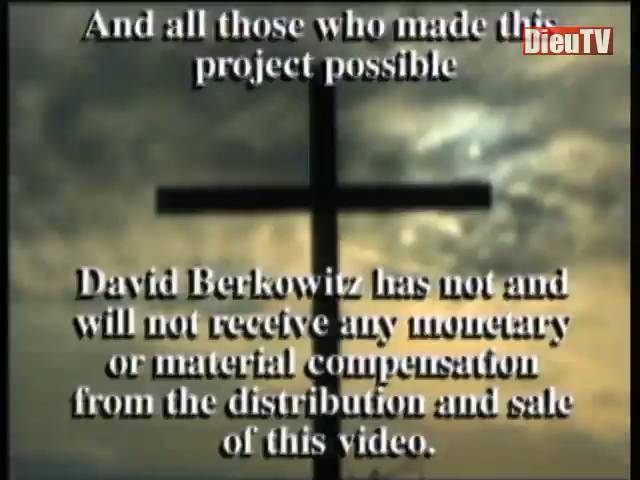 And all those who made this
DieuTV
project possible
David Berkowitz has not and
will not receive any monetary
or material compensation
from the distribution and sale
of this video.